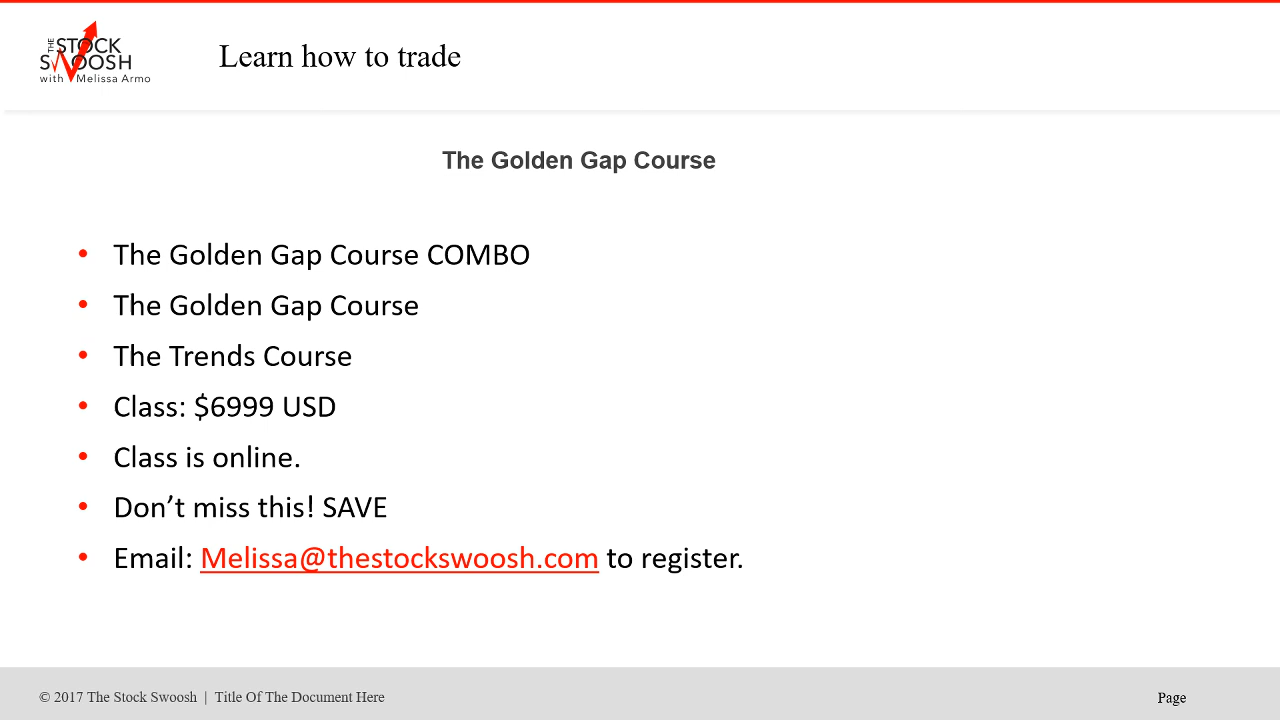 THE STOCK
SWOOSH
with Melissa Armo
Learn how to trade
The Golden Gap Course
• The Golden Gap Course COMBO
• The Golden Gap Course
• The Trends Course
• Class: $6999 USD
• Class is online.
• Don’t miss this! SAVE
• Email: Melissa@thestockswoosh.com to register.
© 2017 The Stock Swoosh | Title Of The Document Here
Page